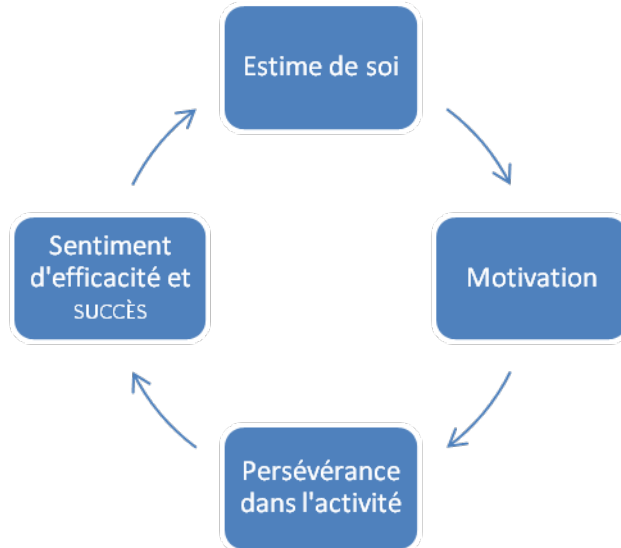 Estime de soi
Motivation
Persévérance
dans l'activité
Sentiment
d'efficacité et
SUCCÈS